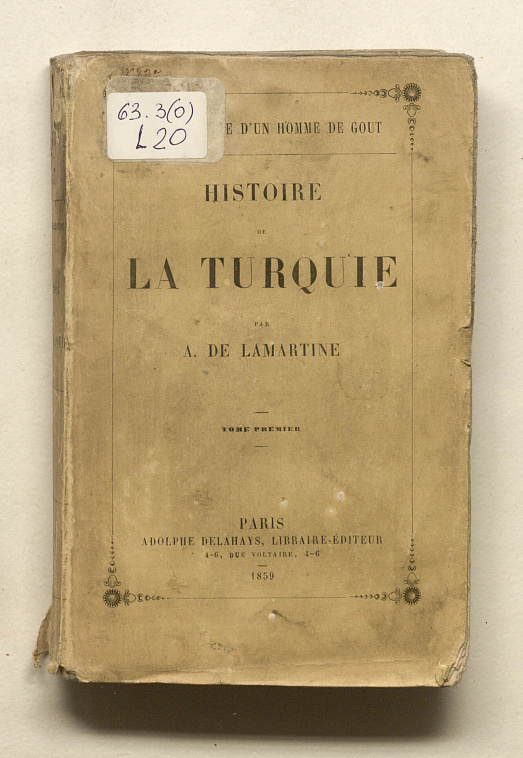 63.3(0)
L20
E D'UN HOMME DE GOUT
HISTOIRE
DE
LA TURQUIE
PAR
A. DE LAMARTINE
TOME PREMIER
PARIS
ADOLPHE DELAHAYS, LIBRAIRE-ÉDITEUR
4-6, RUE VOLTAIRE, 4-6
1859